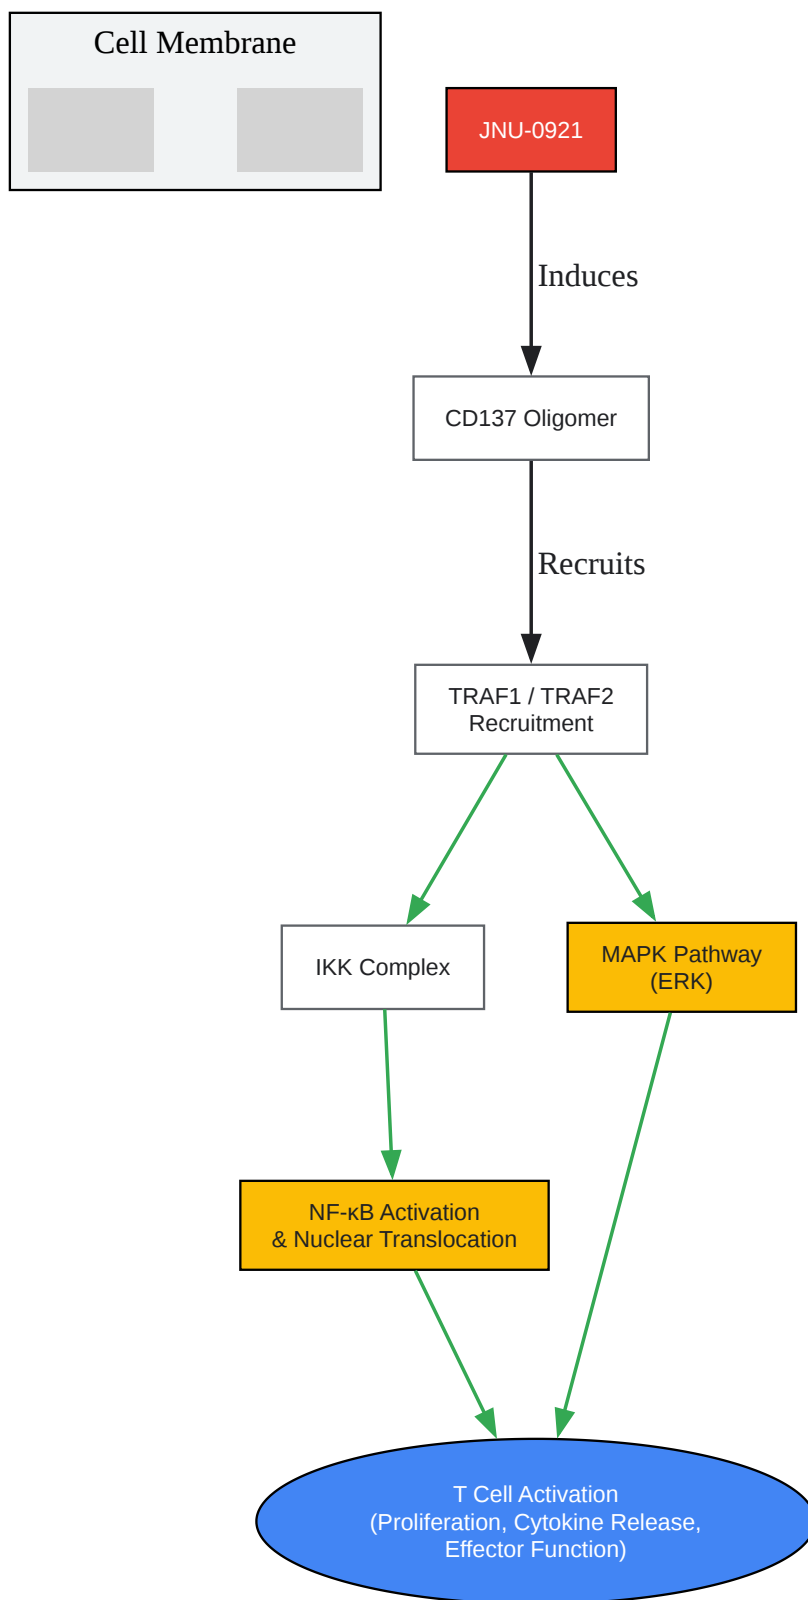 Cell Membrane
JNU-0921
Induces
CD137 Oligomer
Recruits
TRAF1 / TRAF2
Recruitment
IKK Complex
MAPK Pathway
(ERK)
NF-κB Activation
& Nuclear Translocation
T Cell Activation
(Proliferation, Cytokine Release,
Effector Function)